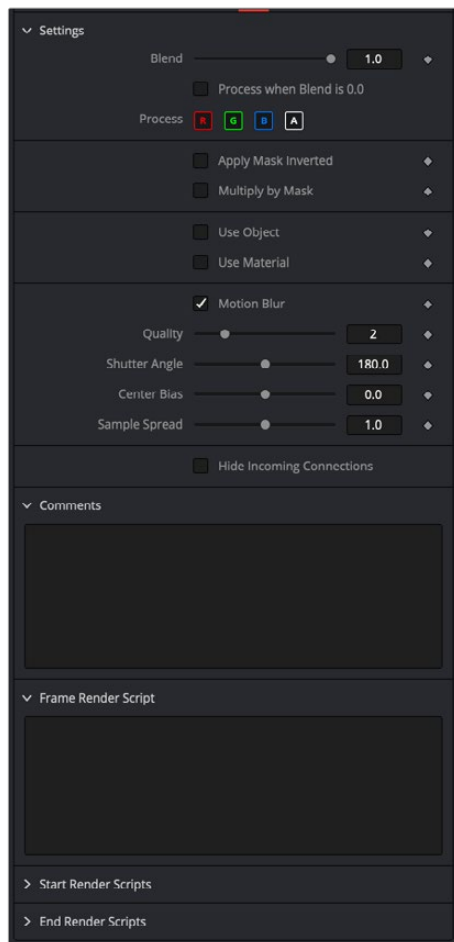 Settings
Blend 1.0
Process when Blend is 0.0
Process R G B A
Apply Mask Inverted
Multiply by Mask
Use Object
Use Material
Motion Blur
Quality 2
Shutter Angle 180.0
Center Bias 0.0
Sample Spread 1.0
Hide Incoming Connections
Comments
Frame Render Script
Start Render Scripts
End Render Scripts